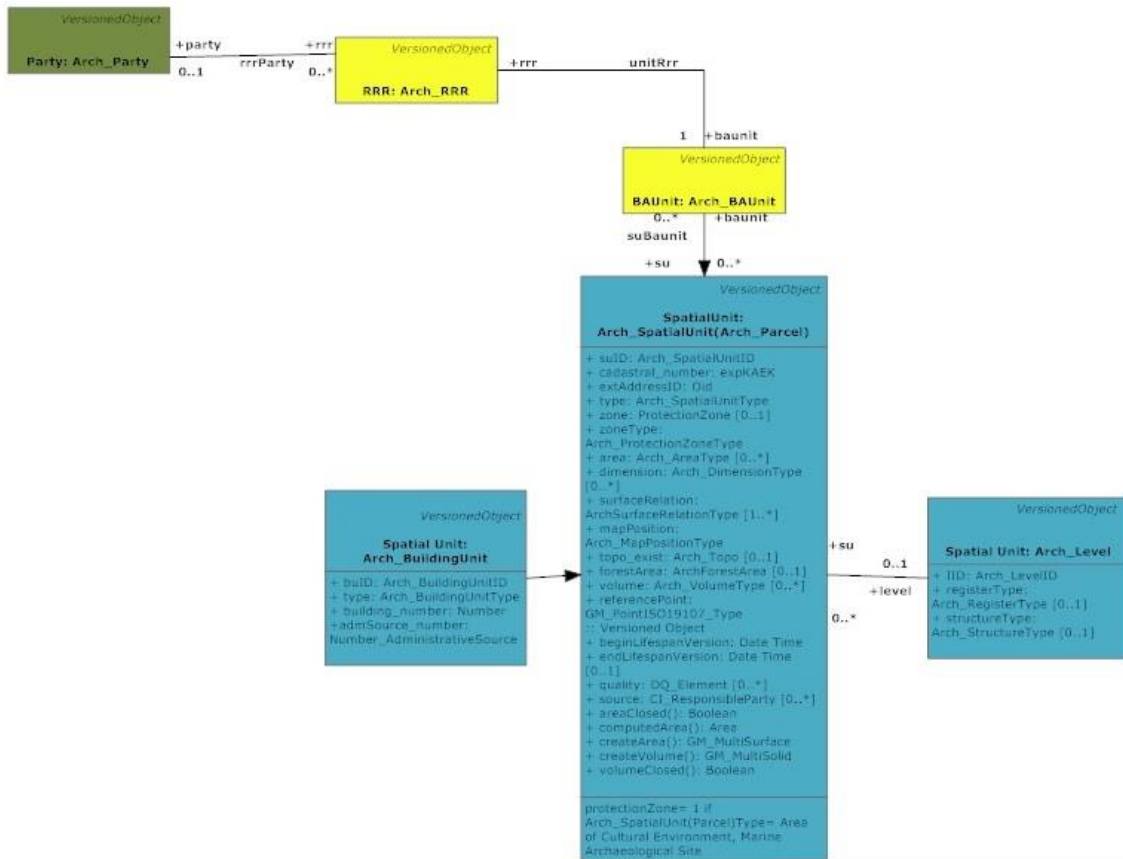 VersionedObject
Party: Arch_Party
+party
0..1
rrrParty
+rrr
0..*
VersionedObject
RRR: Arch_RRR
+rrr
unitRrr
1
+baunit
VersionedObject
BAUnit: Arch_BAUnit
0..*
+baunit
suBaunit
+su
0..*
VersionedObject
SpatialUnit:
Arch_SpatialUnit(Arch_Parcel)
+ suID: Arch_SpatialUnitID
+ cadastral_number: expKAEK
+ extAddressID: Oid
+ type: Arch_SpatialUnitType
+ zone: ProtectionZone [0..1]
+ zoneType:
Arch_ProtectionZoneType
+ area: Arch_AreaType [0..*]
+ dimension: Arch_DimensionType
[0..*]
+ surfaceRelation:
ArchSurfaceRelationType [1..*]
+ mapPosition:
Arch_MapPositionType
+ topo_exist: Arch_Topo [0..1]
+ forestArea: ArchForestArea [0..1]
+ volume: Arch_VolumeType [0..*]
+ referencePoint:
GM_PointISO19107_Type
:: Versioned Object
+ beginLifespanVersion: Date Time
+ endLifespanVersion: Date Time
[0..1]
+ quality: DQ_Element [0..*]
+ source: CI_ResponsibleParty [0..*]
+ areaClosed(): Boolean
+ computedArea(): Area
+ createArea(): GM_MultiSurface
+ createVolume(): GM_MultiSolid
+ volumeClosed(): Boolean
protectionZone= 1 if
Arch_SpatialUnit(Parcel)Type= Area
of Cultural Environment, Marine
Archaeological Site
VersionedObject
Spatial Unit:
Arch_BuildingUnit
+ buID: Arch_BuildingUnitID
+ type: Arch_BuildingUnitType
+ building_number: Number
+admSource_number:
Number_AdministrativeSource
+su
0..*
0..1
+level
VersionedObject
Spatial Unit: Arch_Level
+ lID: Arch_LevelID
+ registerType:
Arch_RegisterType [0..1]
+ structureType:
Arch_StructureType [0..1]